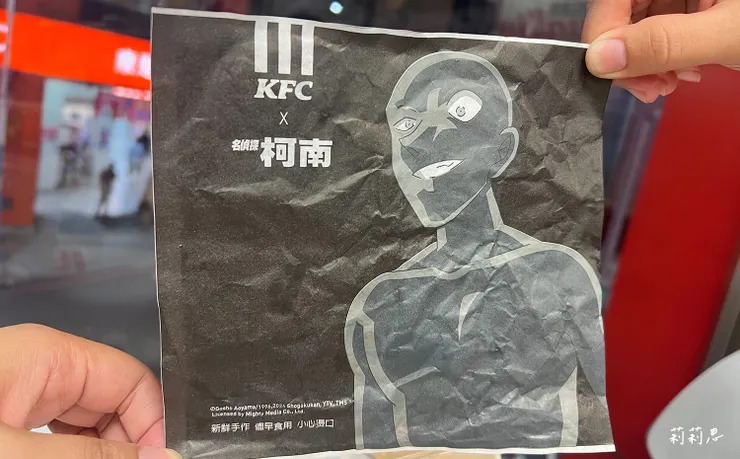 KFC
X
名偵探 柯南
©Gosho Aoyama/1996,2024 Shogakukan, YTV, TMS
Licensed by Mighty Media Co., Ltd.
新鮮手作 儘早食用 小心燙口
莉莉思